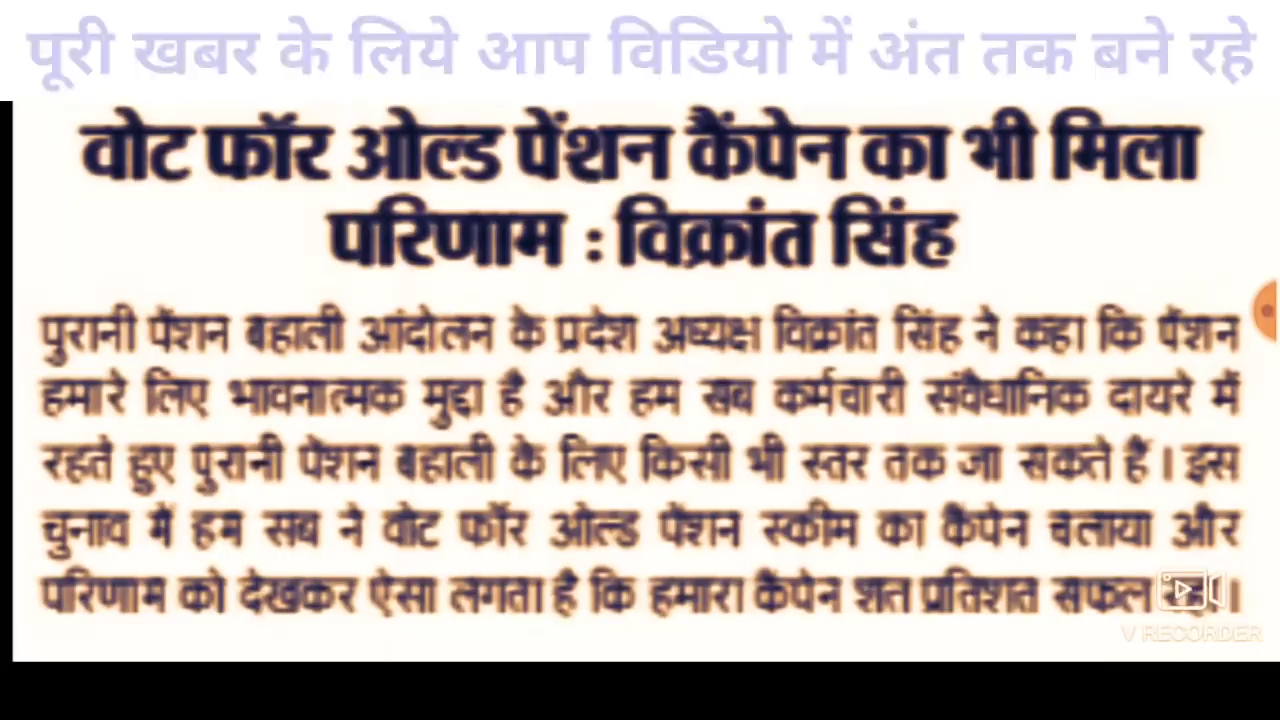 पूरी खबर के लिये आप विडियो में अंत तक बने रहे
वोट फॉर ओल्ड पेंशन कैंपेन का भी मिला
परिणाम : विक्रांत सिंह
पुरानी पेंशन बहाली आंदोलन के प्रदेश अध्यक्ष विक्रांत सिंह ने कहा कि पेंशन
हमारे लिए भावनात्मक मुद्दा है और हम सब कर्मचारी संवैधानिक दायरे में
रहते हुए पुरानी पेंशन बहाली के लिए किसी भी स्तर तक जा सकते हैं। इस
चुनाव में हम सब ने वोट फॉर ओल्ड पेंशन स्कीम का कैंपेन चलाया और
परिणाम को देखकर ऐसा लगता है कि हमारा कैंपेन शत प्रतिशत सफल
V RECORDER